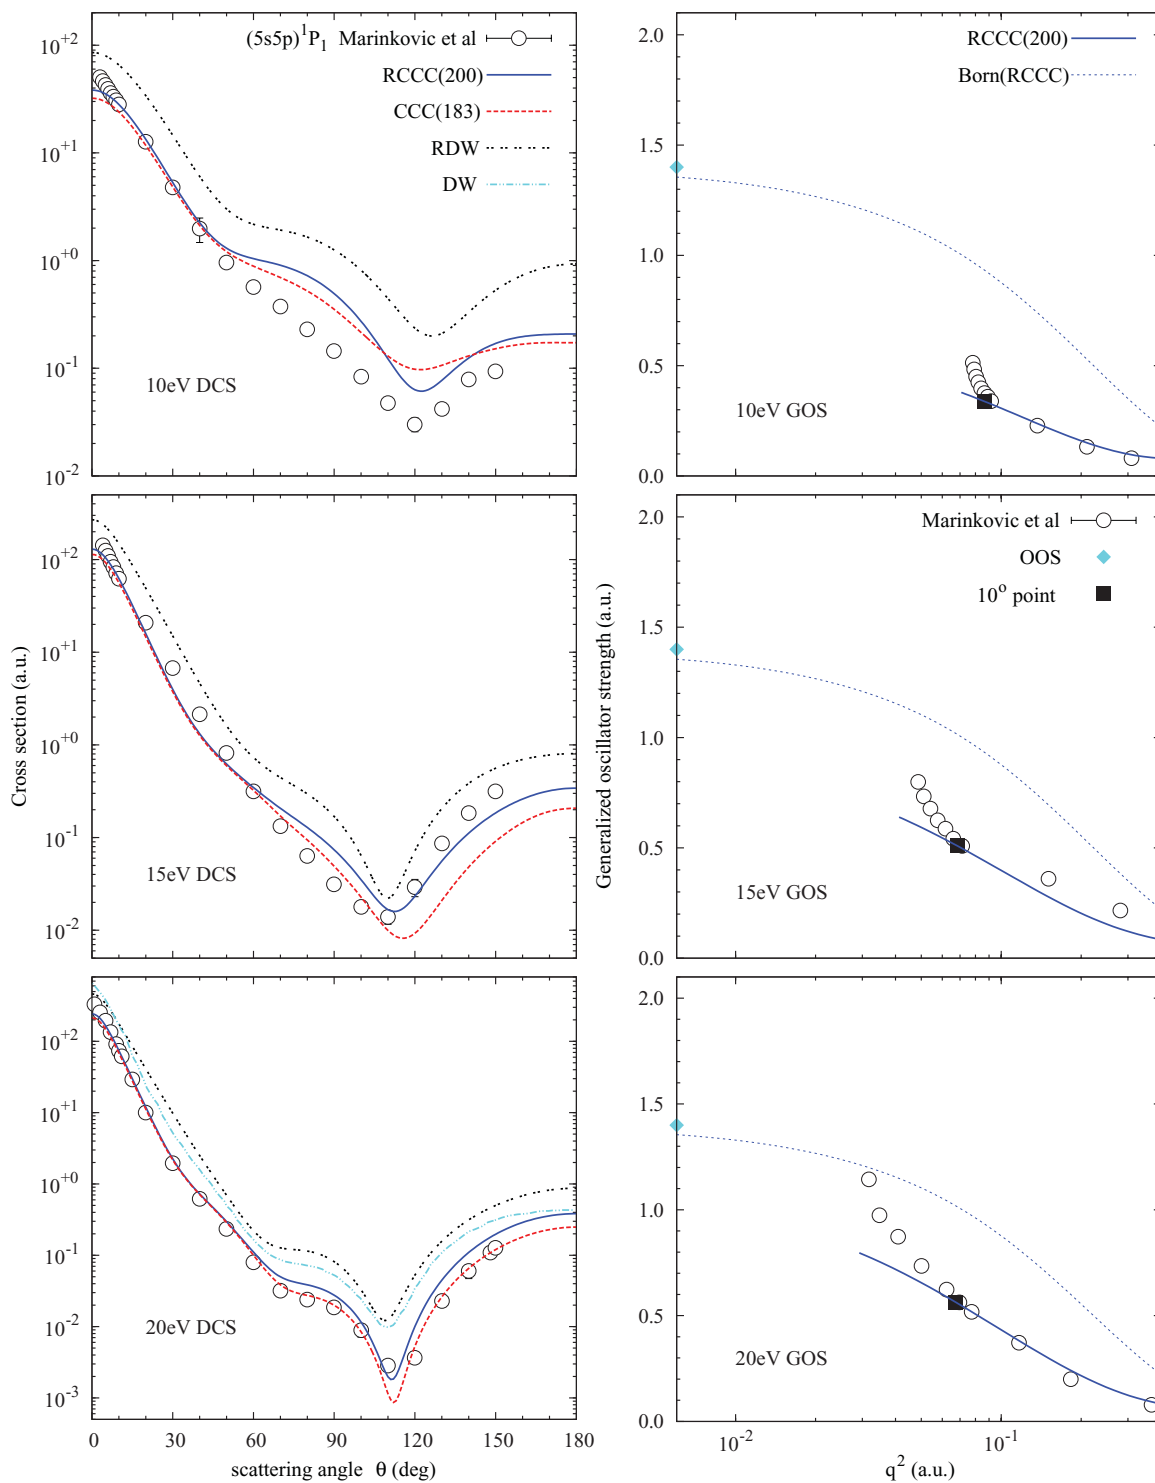 (5s5p)¹P₁ Marinkovic et al
RCCC(200)
CCC(183)
RDW
DW
10⁺²
10⁺¹
10⁺⁰
10⁻¹
10⁻²
10eV DCS
RCCC(200)
Born(RCCC)
2.0
1.5
1.0
0.5
0.0
10eV GOS
10⁺²
10⁺¹
10⁺⁰
10⁻¹
10⁻²
15eV DCS
Cross section (a.u.)
Marinkovic et al
OOS
10° point
2.0
1.5
1.0
0.5
0.0
15eV GOS
Generalized oscillator strength (a.u.)
10⁺²
10⁺¹
10⁺⁰
10⁻¹
10⁻²
10⁻³
20eV DCS
0 30 60 90 120 150 180
scattering angle θ (deg)
2.0
1.5
1.0
0.5
0.0
20eV GOS
10⁻² 10⁻¹
q² (a.u.)